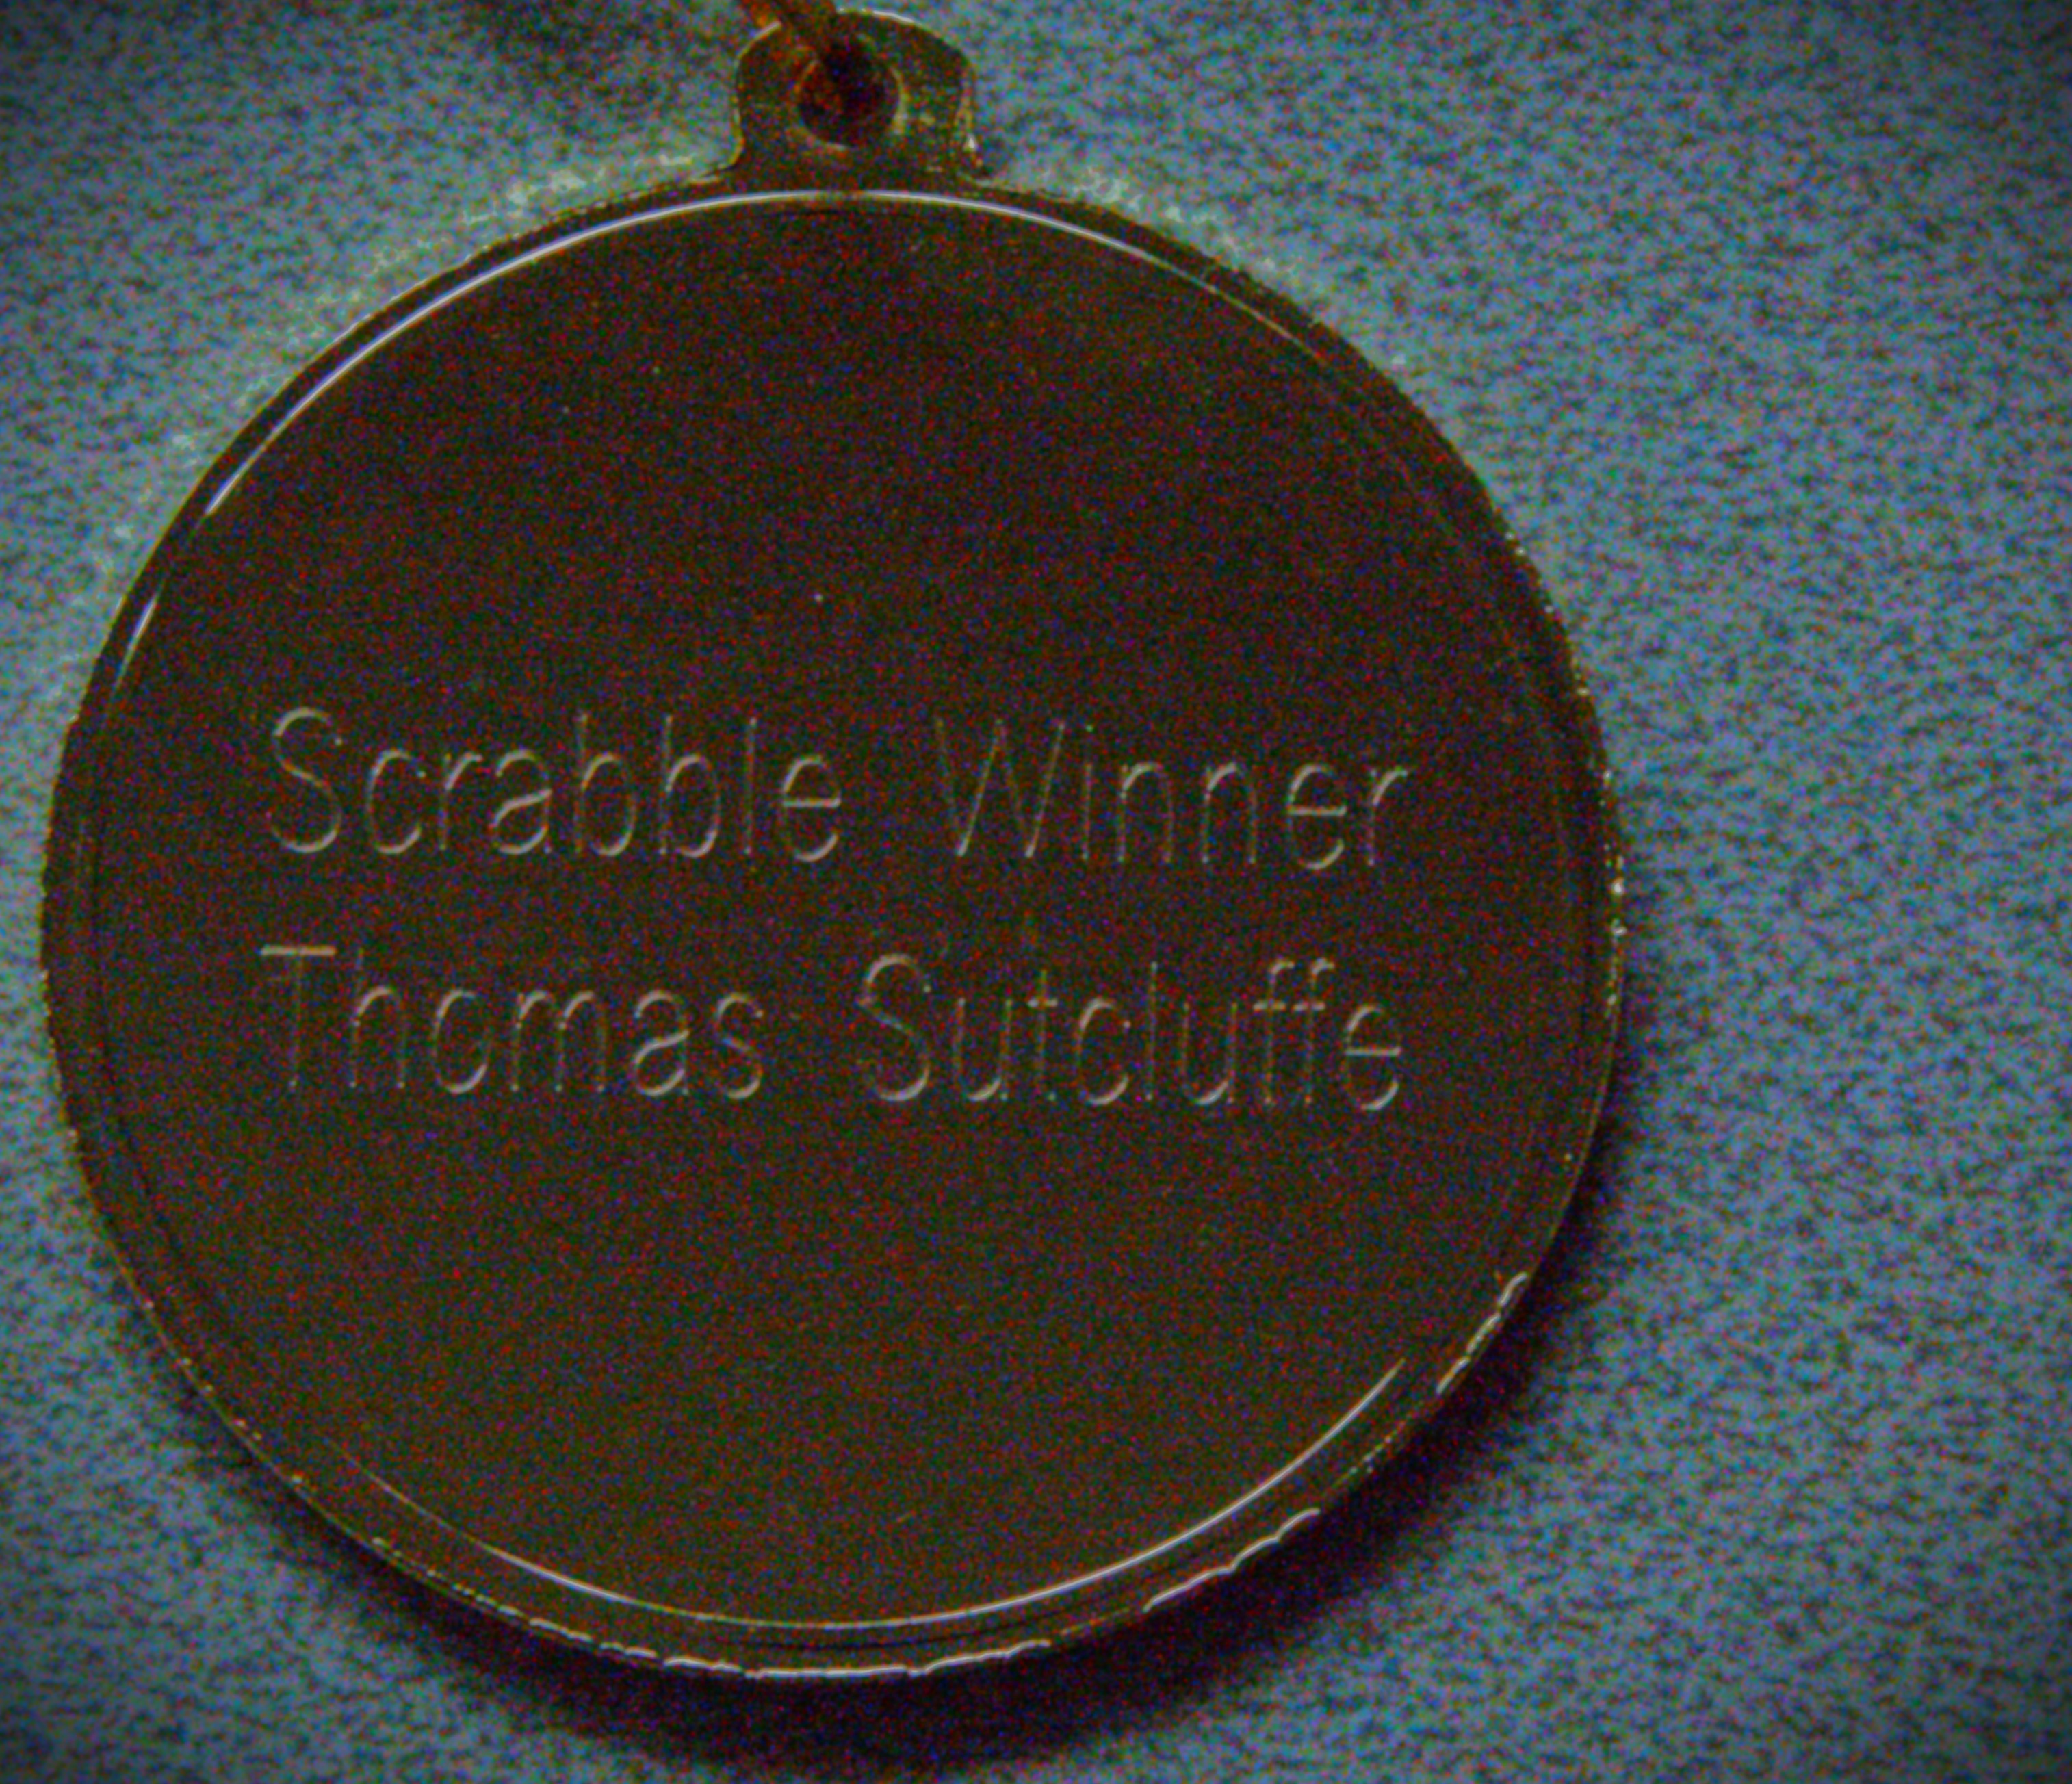 Scrabble Winner
Thomas Sutcluffe